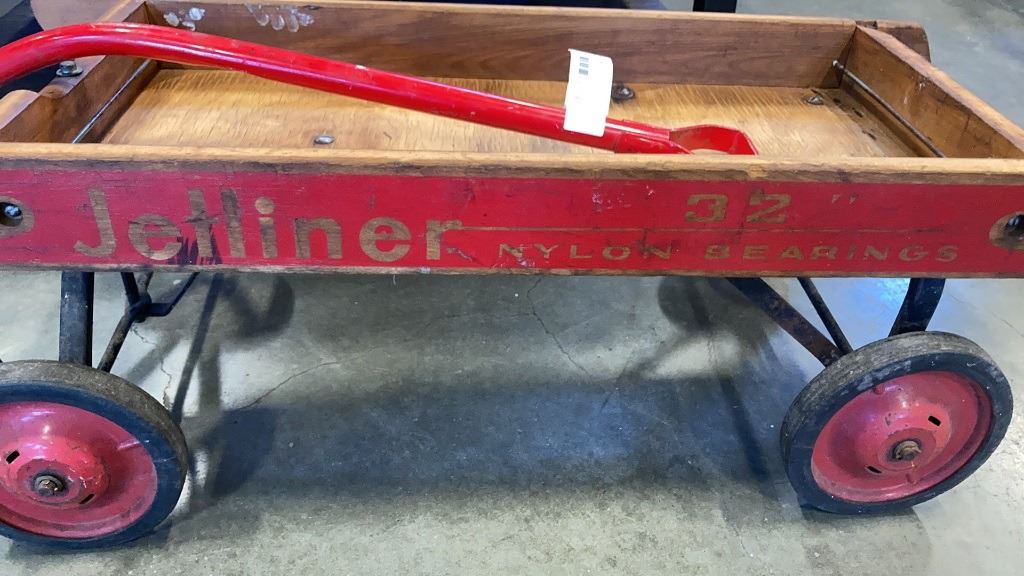 Jetliner 32"
NYLON BEARINGS